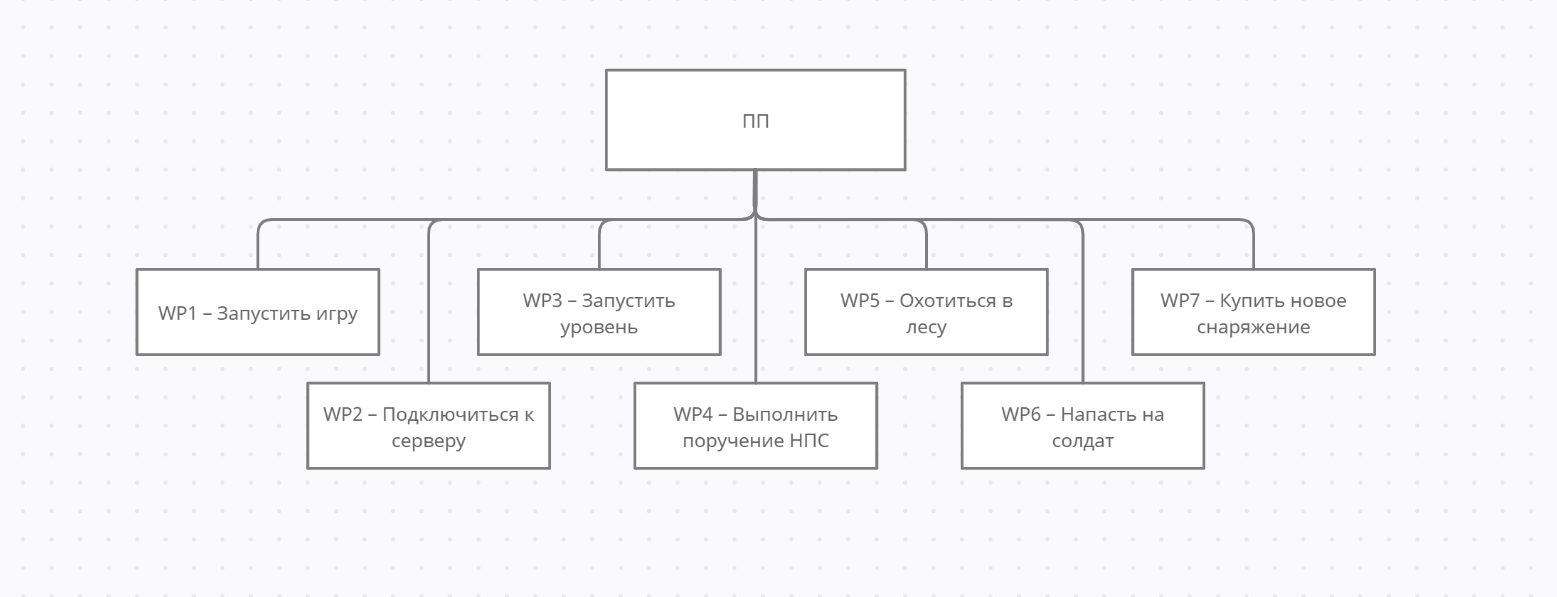 ПП
WP1 – Запустить игру
WP3 – Запустить
уровень
WP5 – Охотиться в
лесу
WP7 – Купить новое
снаряжение
WP2 – Подключиться к
серверу
WP4 – Выполнить
поручение НПС
WP6 – Напасть на
солдат